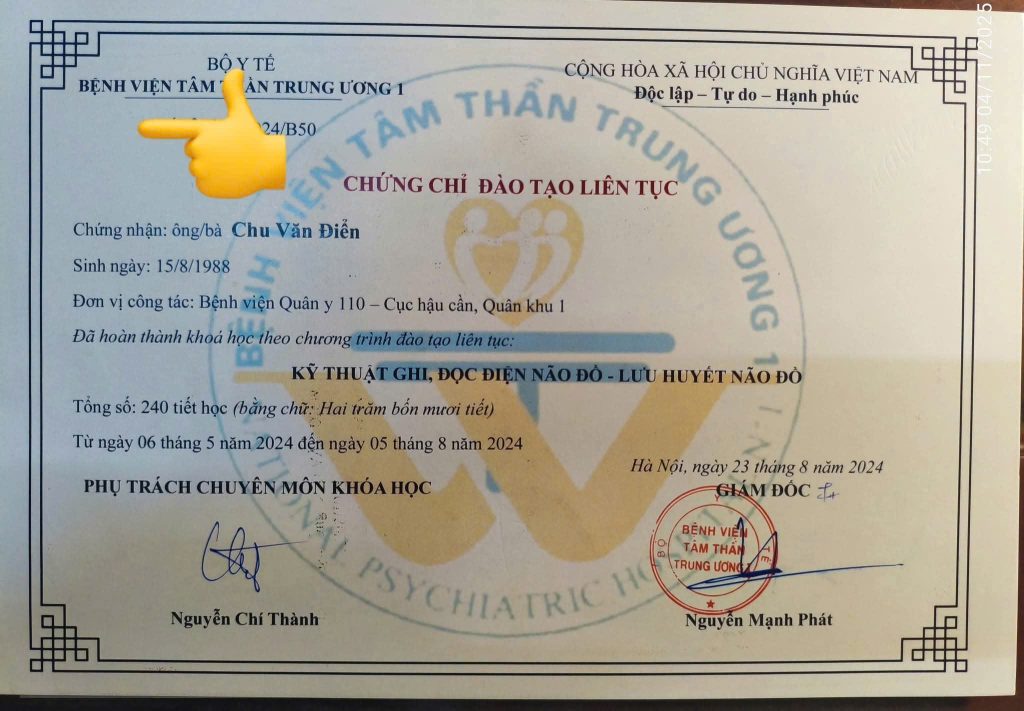 BỘ Y TẾ
BỆNH VIỆN TÂM THẦN TRUNG ƯƠNG 1
24/B50
CỘNG HÒA XÃ HỘI CHỦ NGHĨA VIỆT NAM
Độc lập – Tự do – Hạnh phúc
CHỨNG CHỈ ĐÀO TẠO LIÊN TỤC
Chứng nhận: ông/bà Chu Văn Điển
Sinh ngày: 15/8/1988
Đơn vị công tác: Bệnh viện Quân y 110 – Cục hậu cần, Quân khu 1
Đã hoàn thành khoá học theo chương trình đào tạo liên tục:
KỸ THUẬT GHI, ĐỌC ĐIỆN NÃO ĐỒ - LƯU HUYẾT NÃO ĐỒ
Tổng số: 240 tiết học (bằng chữ: Hai trăm bốn mươi tiết)
Từ ngày 06 tháng 5 năm 2024 đến ngày 05 tháng 8 năm 2024
Hà Nội, ngày 23 tháng 8 năm 2024
PHỤ TRÁCH CHUYÊN MÔN KHÓA HỌC
GIÁM ĐỐC
BỘ Y TẾ
BỆNH VIỆN
TÂM THẦN
TRUNG ƯƠNG I
Nguyễn Chí Thành
Nguyễn Mạnh Phát
BỆNH VIỆN TÂM THẦN TRUNG ƯƠNG 1
NATIONAL PSYCHIATRIC HOSPITAL N-1
10:49 04/11/2025